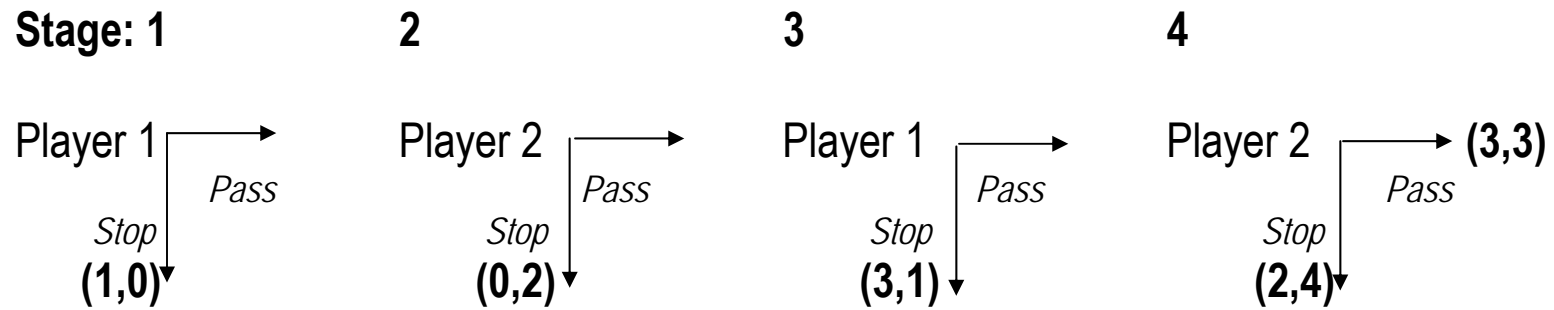 Stage: 1 2 3 4
Player 1 Player 2 Player 1 Player 2 (3,3)
Pass Pass Pass Pass
Stop Stop Stop Stop
(1,0) (0,2) (3,1) (2,4)